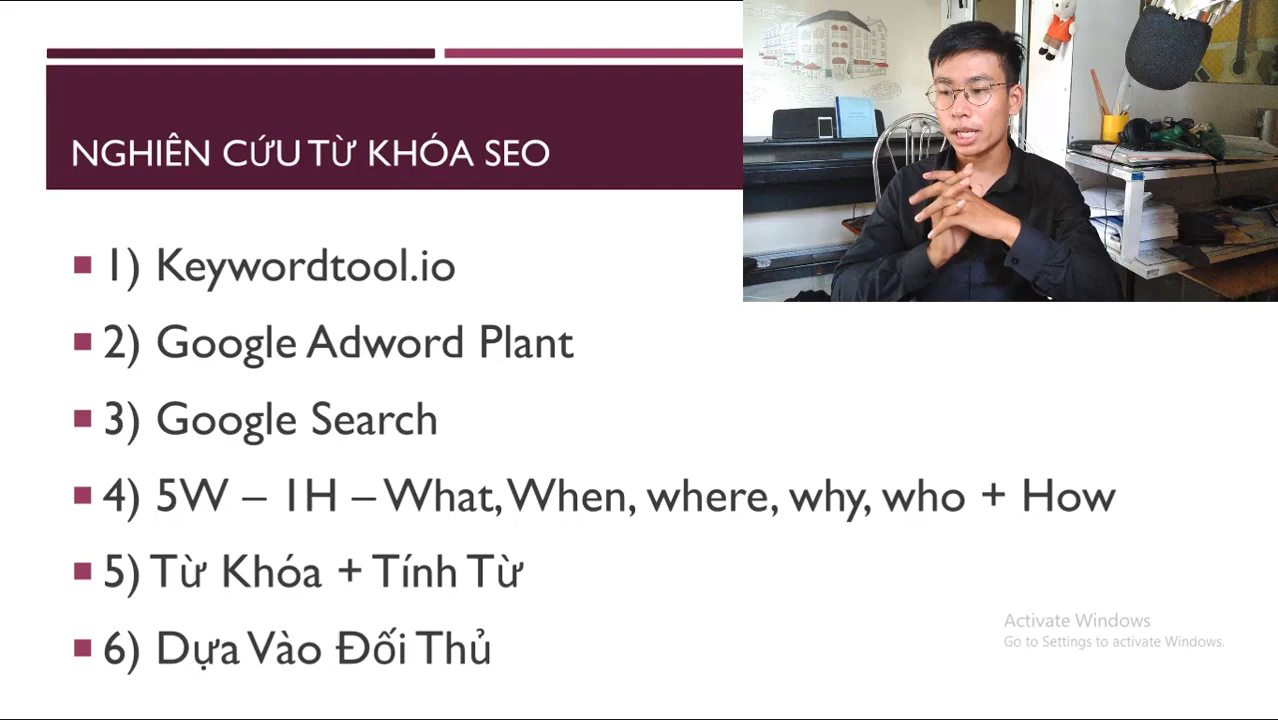 NGHIÊN CỨU TỪ KHÓA SEO
1) Keywordtool.io
2) Google Adword Plant
3) Google Search
4) 5W – 1H – What, When, where, why, who + How
5) Từ Khóa + Tính Từ
6) Dựa Vào Đối Thủ
Activate Windows
Go to Settings to activate Windows.